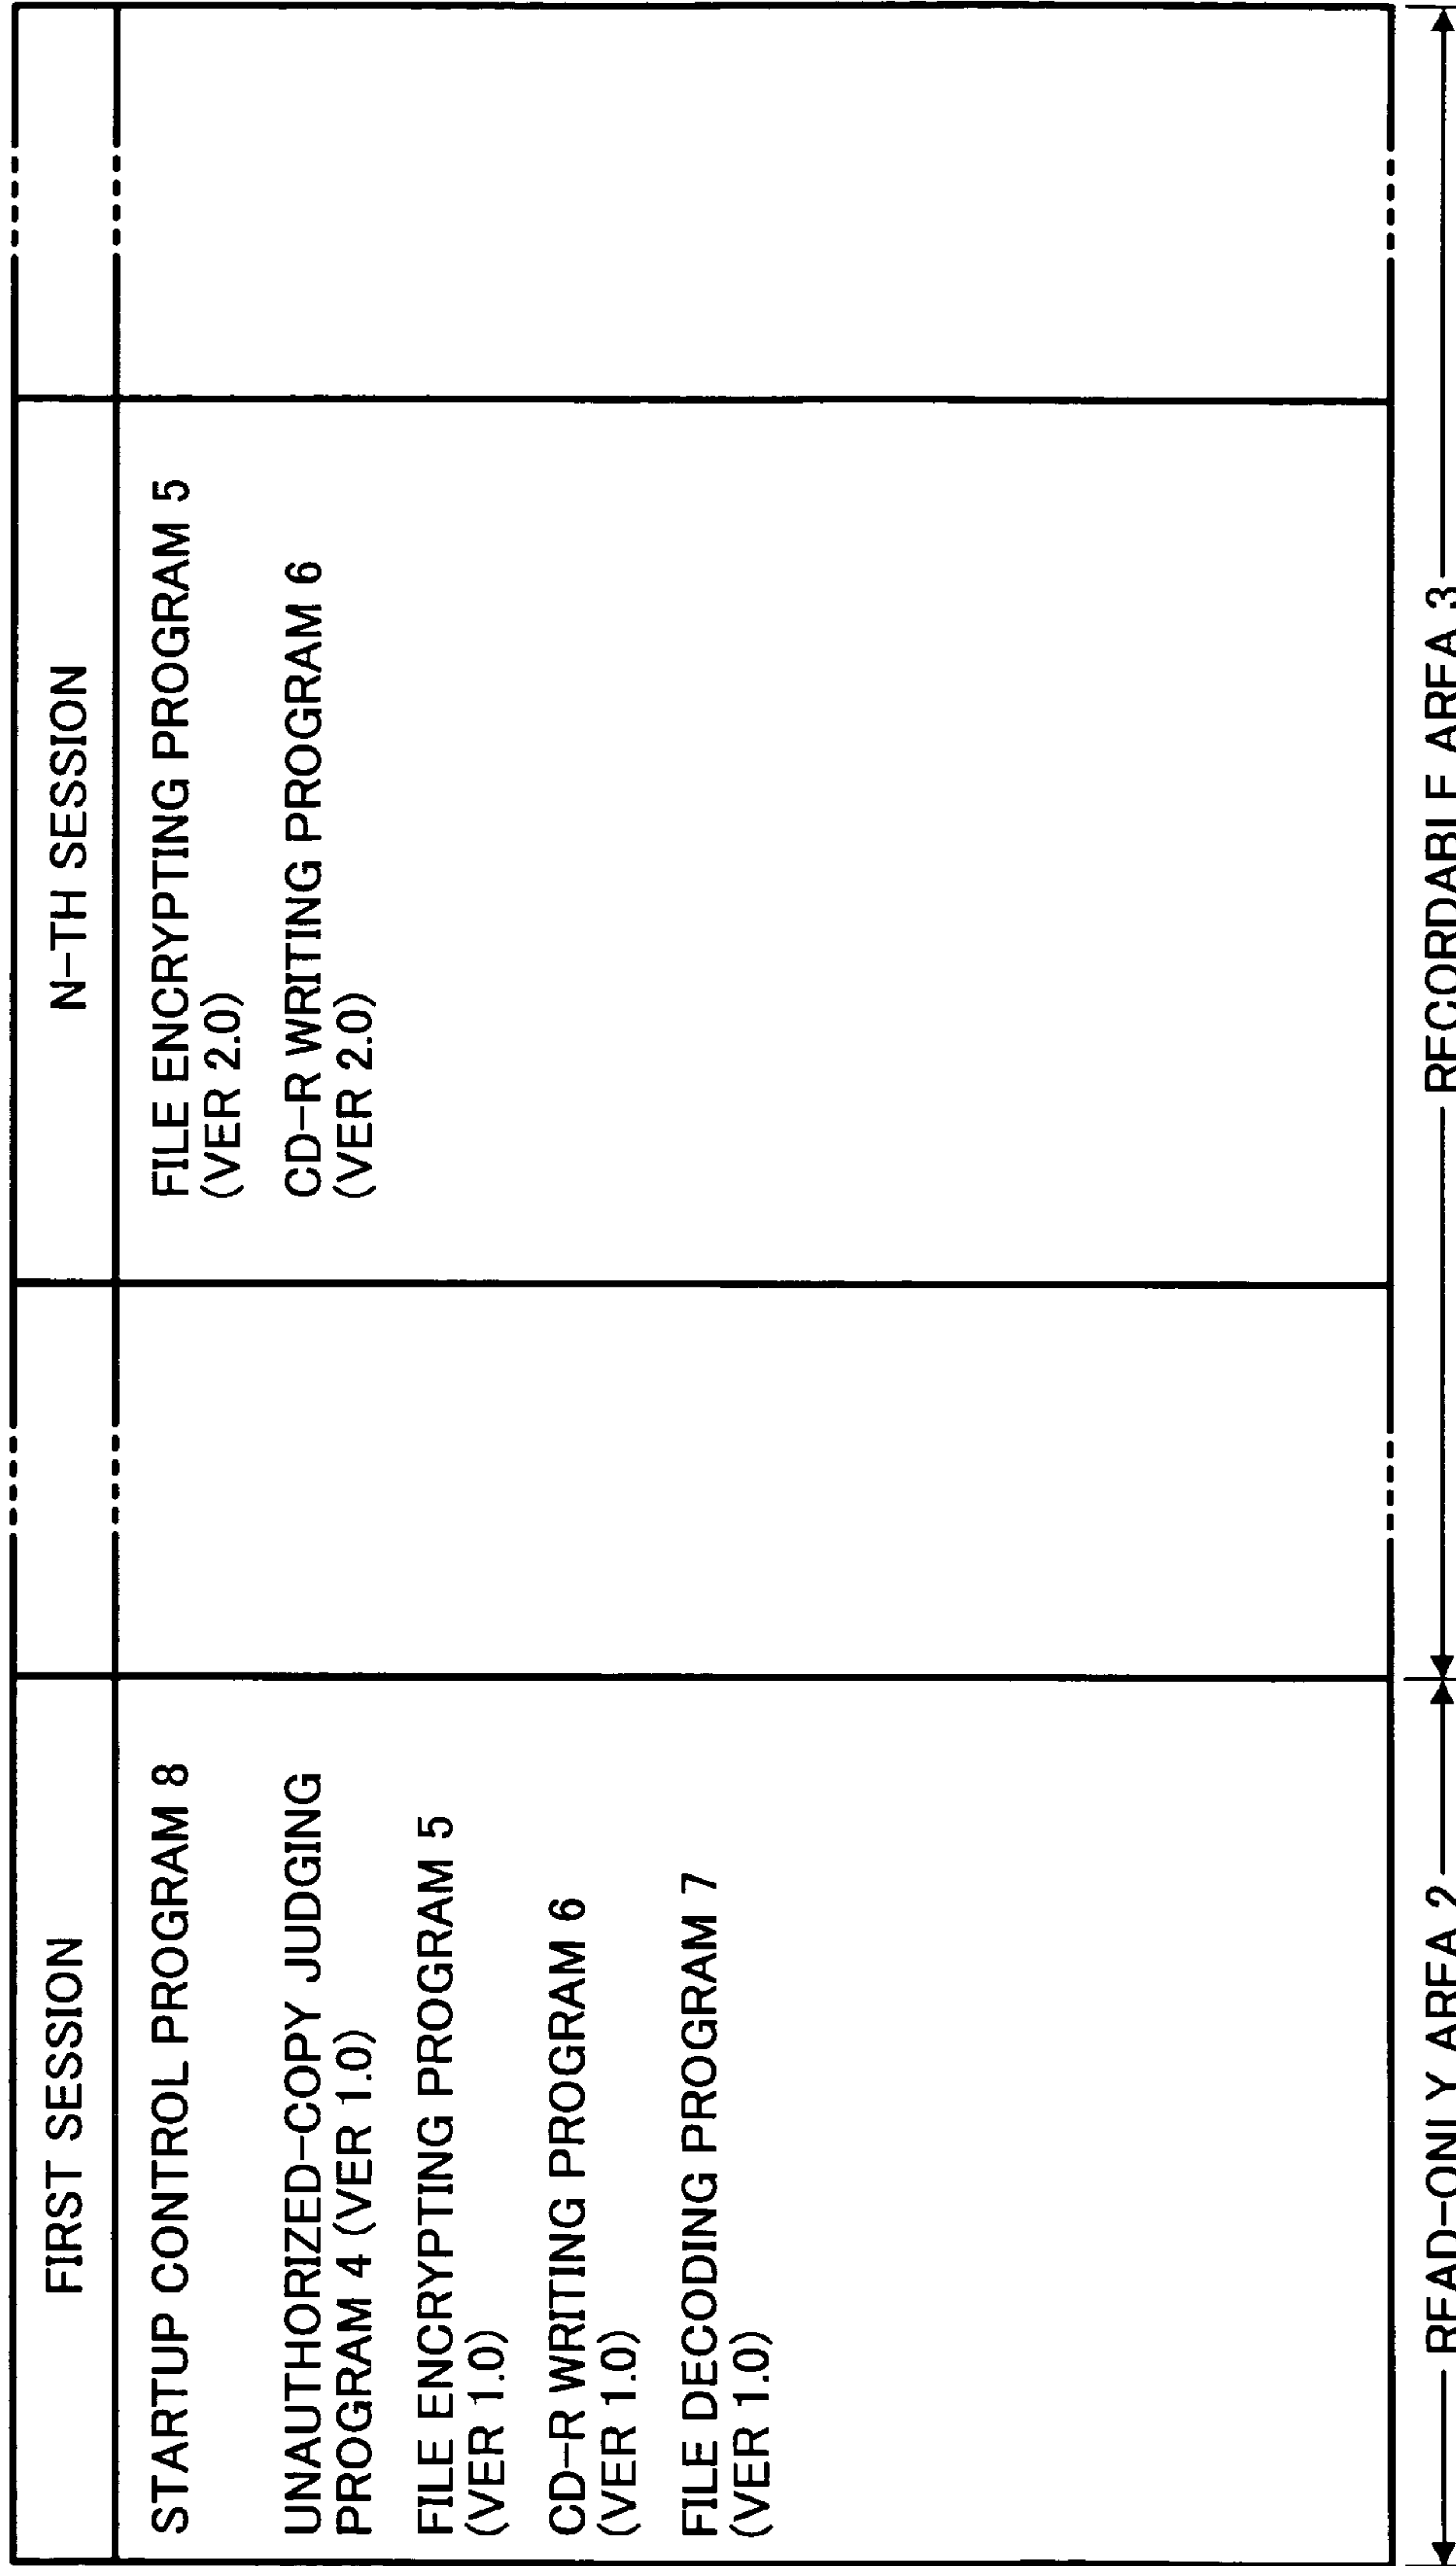 FIRST SESSION
STARTUP CONTROL PROGRAM 8
UNAUTHORIZED-COPY JUDGING
PROGRAM 4 (VER 1.0)
FILE ENCRYPTING PROGRAM 5
(VER 1.0)
CD-R WRITING PROGRAM 6
(VER 1.0)
FILE DECODING PROGRAM 7
(VER 1.0)
N-TH SESSION
FILE ENCRYPTING PROGRAM 5
(VER 2.0)
CD-R WRITING PROGRAM 6
(VER 2.0)
READ-ONLY AREA 2
RECORDABLE AREA 3